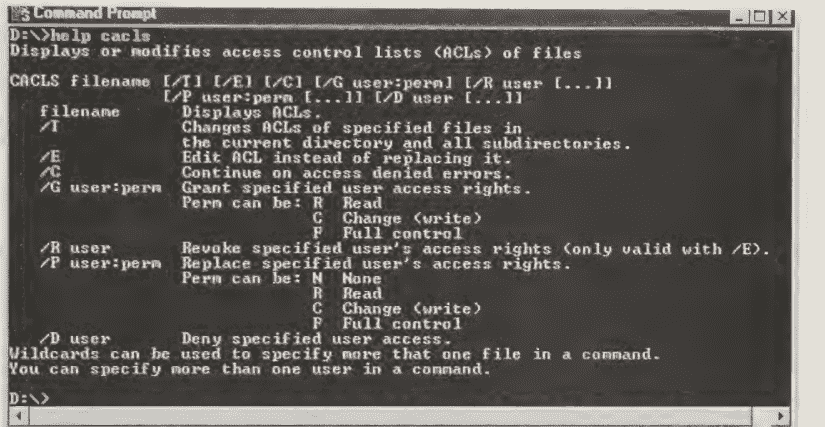 Command Prompt
D:\>help cacls
Displays or modifies access control lists (ACLs) of files

CACLS filename [/T] [/E] [/C] [/G user:perm] [/R user [...]]
               [/P user:perm [...]] [/D user [...]]
   filename      Displays ACLs.
   /T            Changes ACLs of specified files in
                 the current directory and all subdirectories.
   /E            Edit ACL instead of replacing it.
   /C            Continue on access denied errors.
   /G user:perm  Grant specified user access rights.
                 Perm can be: R  Read
                              C  Change (write)
                              F  Full control
   /R user       Revoke specified user's access rights (only valid with /E).
   /P user:perm  Replace specified user's access rights.
                 Perm can be: N  None
                              R  Read
                              C  Change (write)
                              F  Full control
   /D user       Deny specified user access.
Wildcards can be used to specify more that one file in a command.
You can specify more than one user in a command.

D:\>